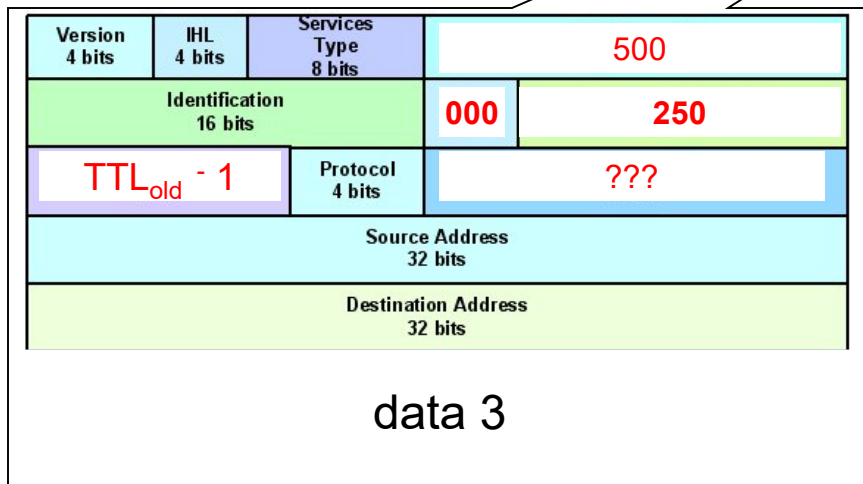 Version
4 bits
IHL
4 bits
Services
Type
8 bits
500
Identification
16 bits
000
250
TTLold - 1
Protocol
4 bits
???
Source Address
32 bits
Destination Address
32 bits
data 3